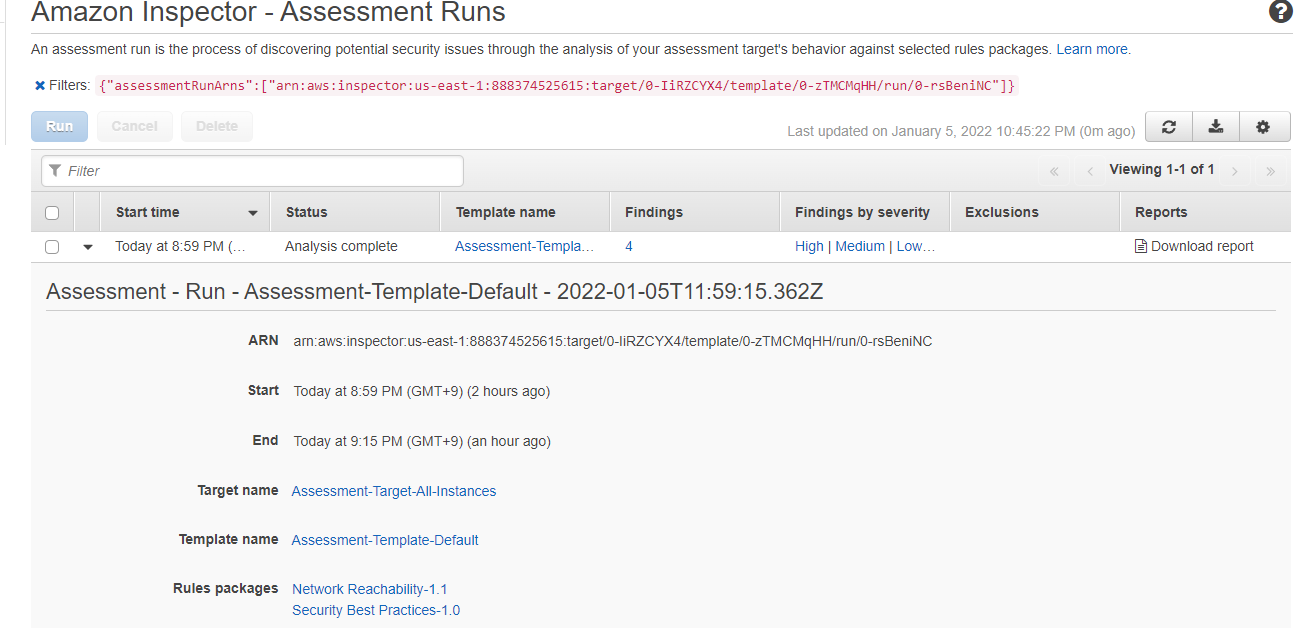 Amazon Inspector - Assessment Runs
An assessment run is the process of discovering potential security issues through the analysis of your assessment target's behavior against selected rules packages. Learn more.
Filters: {"assessmentRunArns":["arn:aws:inspector:us-east-1:888374525615:target/0-IiRZCYX4/template/0-zTMCMqHH/run/0-rsBeniNC"]}
Run Cancel Delete Last updated on January 5, 2022 10:45:22 PM (0m ago)
Filter « ‹ Viewing 1-1 of 1 › »
Start time Status Template name Findings Findings by severity Exclusions Reports
Today at 8:59 PM (… Analysis complete Assessment-Templa… 4 High | Medium | Low… Download report
Assessment - Run - Assessment-Template-Default - 2022-01-05T11:59:15.362Z
ARN arn:aws:inspector:us-east-1:888374525615:target/0-IiRZCYX4/template/0-zTMCMqHH/run/0-rsBeniNC
Start Today at 8:59 PM (GMT+9) (2 hours ago)
End Today at 9:15 PM (GMT+9) (an hour ago)
Target name Assessment-Target-All-Instances
Template name Assessment-Template-Default
Rules packages Network Reachability-1.1
Security Best Practices-1.0